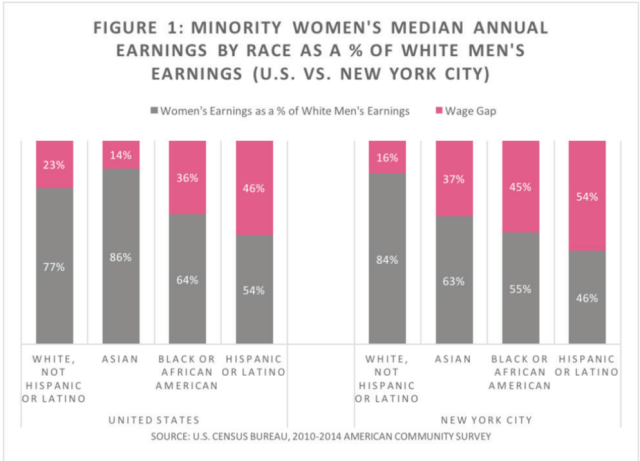 FIGURE 1: MINORITY WOMEN'S MEDIAN ANNUAL
EARNINGS BY RACE AS A % OF WHITE MEN'S
EARNINGS (U.S. VS. NEW YORK CITY)
Women's Earnings as a % of White Men's Earnings Wage Gap
23% 14% 36% 46% 16% 37% 45% 54%
77% 86% 64% 54% 84% 63% 55% 46%
WHITE, ASIAN BLACK OR HISPANIC WHITE, ASIAN BLACK OR HISPANIC
NOT AFRICAN OR LATINO NOT AFRICAN OR LATINO
HISPANIC AMERICAN HISPANIC AMERICAN
OR LATINO OR LATINO
UNITED STATES NEW YORK CITY
SOURCE: U.S. CENSUS BUREAU, 2010-2014 AMERICAN COMMUNITY SURVEY